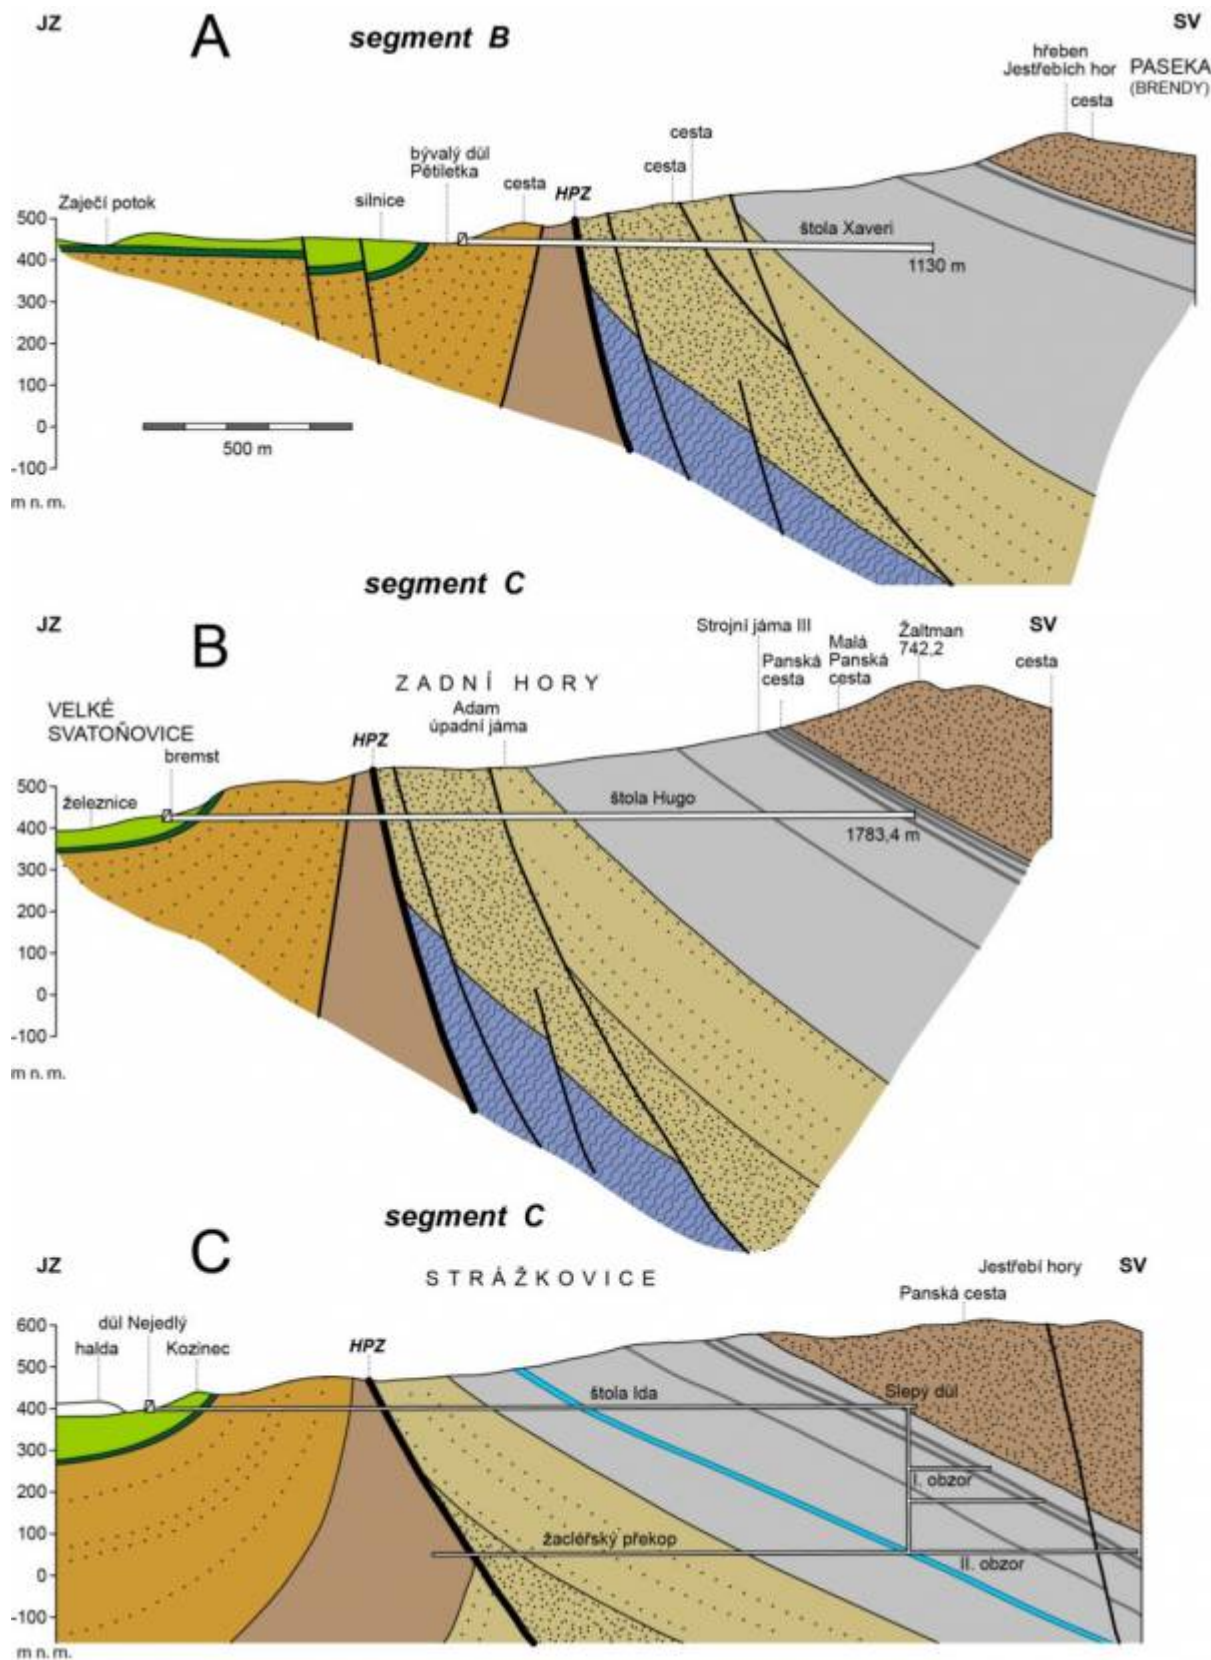 JZ
A
segment B
SV
hřeben
Jestřebích hor
PASEKA
(BRENDY)
cesta
cesta
bývalý důl
Pětiletka
cesta
cesta
HPZ
Zaječí potok
silnice
500
400
300
200
100
0
-100
m n. m.
štola Xaveri
1130 m
500 m
segment C
JZ
B
SV
Strojní jáma III
Malá
Panská
cesta
Žaltman
742,2
Panská
cesta
cesta
ZADNÍ HORY
VELKÉ
SVATOŇOVICE
Adam
úpadní jáma
HPZ
bremst
železnice
500
400
300
200
100
0
-100
m n. m.
štola Hugo
1783,4 m
segment C
JZ
C
STRÁŽKOVICE
Jestřebí hory
SV
Panská cesta
důl Nejedlý
halda
Kozinec
HPZ
600
500
400
300
200
100
0
-100
m n. m.
štola Ida
Slepý důl
I. obzor
žacléřský překop
II. obzor